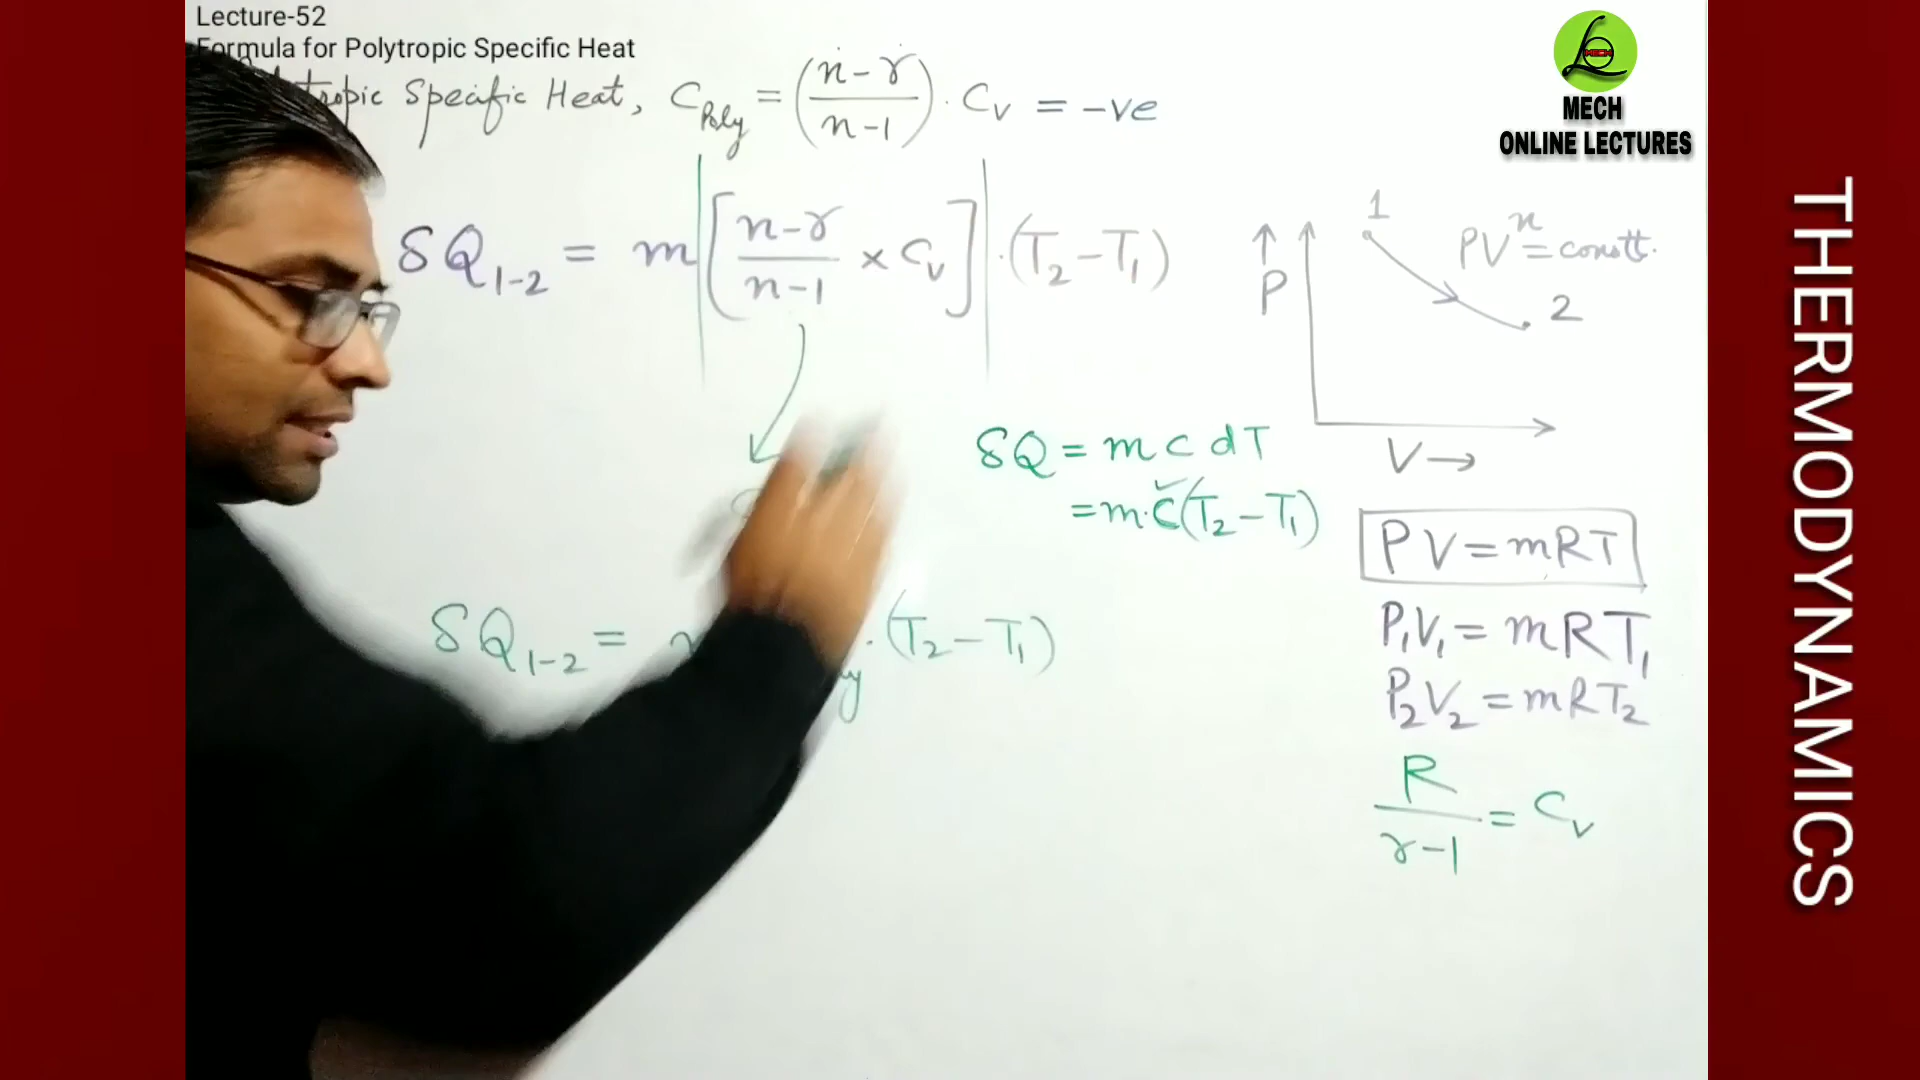 Lecture-52
Formula for Polytropic Specific Heat
Specific Heat, C_Poly = (n-γ / n-1) · C_v = -ve
δQ_1-2 = m [n-γ / n-1 × C_v] · (T_2 - T_1)
1
PV^n = constt.
2
P
V →
δQ = m c dT
= m·c (T_2 - T_1)
PV = mRT
δQ_1-2 = · (T_2 - T_1)
P_1V_1 = mRT_1
P_2V_2 = mRT_2
R / γ-1 = C_v
MECH
MECH
ONLINE LECTURES
THERMODYNAMICS